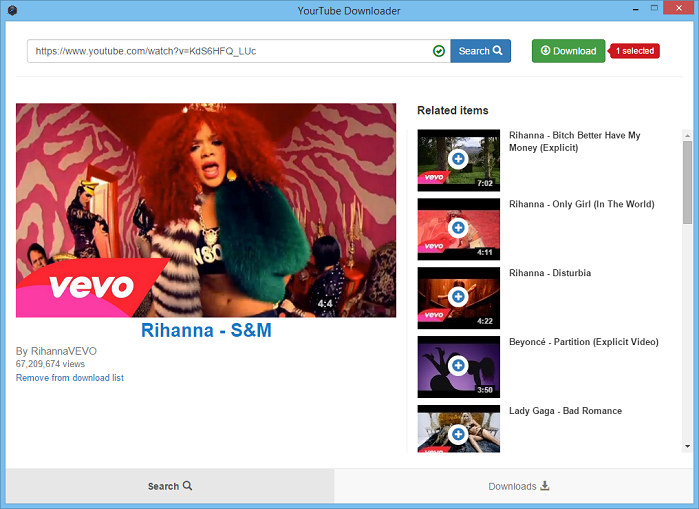 YourTube Downloader
https://www.youtube.com/watch?v=KdS6HFQ_LUc
Search
Download
1 selected
vevo
4:4
Rihanna - S&M
By RihannaVEVO
67,209,674 views
Remove from download list
Related items
vevo
7:02
Rihanna - Bitch Better Have My
Money (Explicit)
vevo
4:11
Rihanna - Only Girl (In The World)
vevo
4:22
Rihanna - Disturbia
3:50
Beyoncé - Partition (Explicit Video)
vevo
Lady Gaga - Bad Romance
Search
Downloads